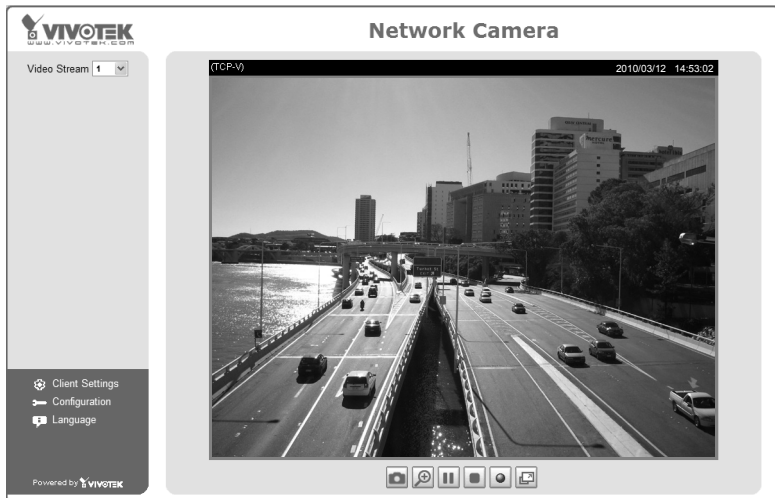 VIVOTEK
www.vivotek.com
Network Camera
Video Stream 1
(TCP-V) 2010/03/12 14:53:02
Mercure
Client Settings
Configuration
Language
Powered by VIVOTEK